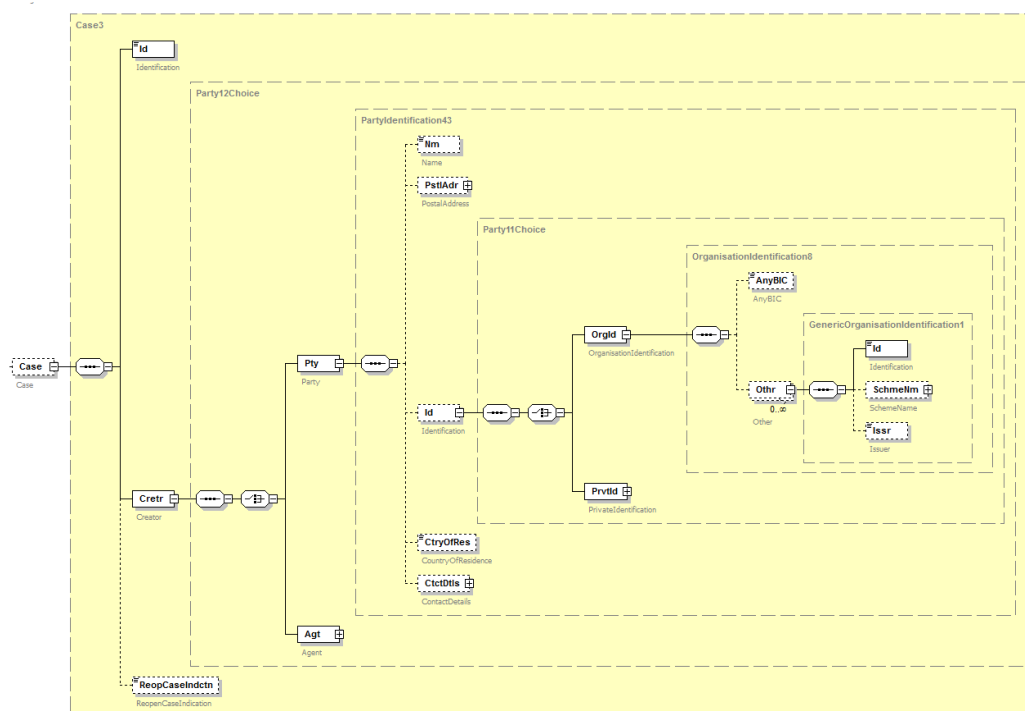 Case3
Id
Identification
Party12Choice
PartyIdentification43
Nm
Name
PstlAdr
PostalAddress
Party11Choice
OrganisationIdentification8
AnyBIC
AnyBIC
GenericOrganisationIdentification1
OrgId
OrganisationIdentification
Id
Identification
Case
Case
Pty
Party
Othr
0..∞
Other
SchmeNm
SchemeName
Id
Identification
Issr
Issuer
Cretr
Creator
PrvtId
PrivateIdentification
CtryOfRes
CountryOfResidence
CtctDtls
ContactDetails
Agt
Agent
ReopCaseIndctn
ReopenCaseIndication